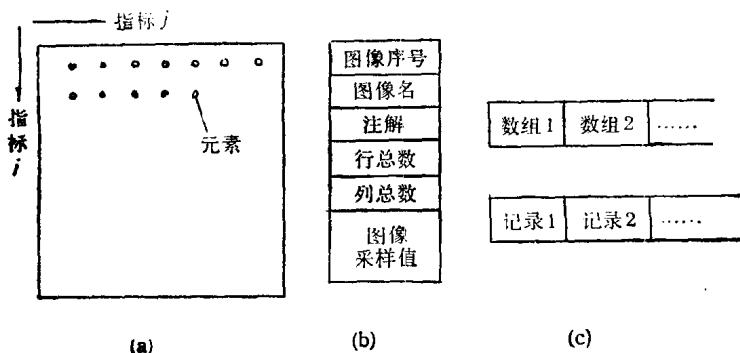 指标 j
指标 i
元素
(a)
图像序号
图像名
注解
行总数
列总数
图像
采样值
(b)
数组1 数组2 ……
记录1 记录2 ……
(c)